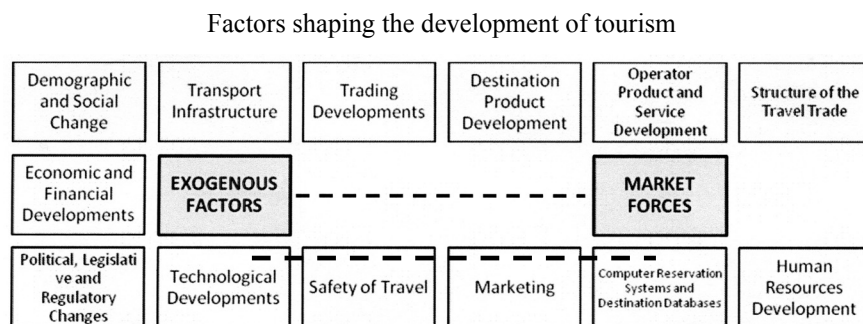 Factors shaping the development of tourism
Demographic
and Social
Change
Transport
Infrastructure
Trading
Developments
Destination
Product
Development
Operator
Product and
Service
Development
Structure of the
Travel Trade
Economic and
Financial
Developments
EXOGENOUS
FACTORS
MARKET
FORCES
Political, Legislati
ve and
Regulatory
Changes
Technological
Developments
Safety of Travel
Marketing
Computer Reservation
Systems and
Destination Databases
Human
Resources
Development